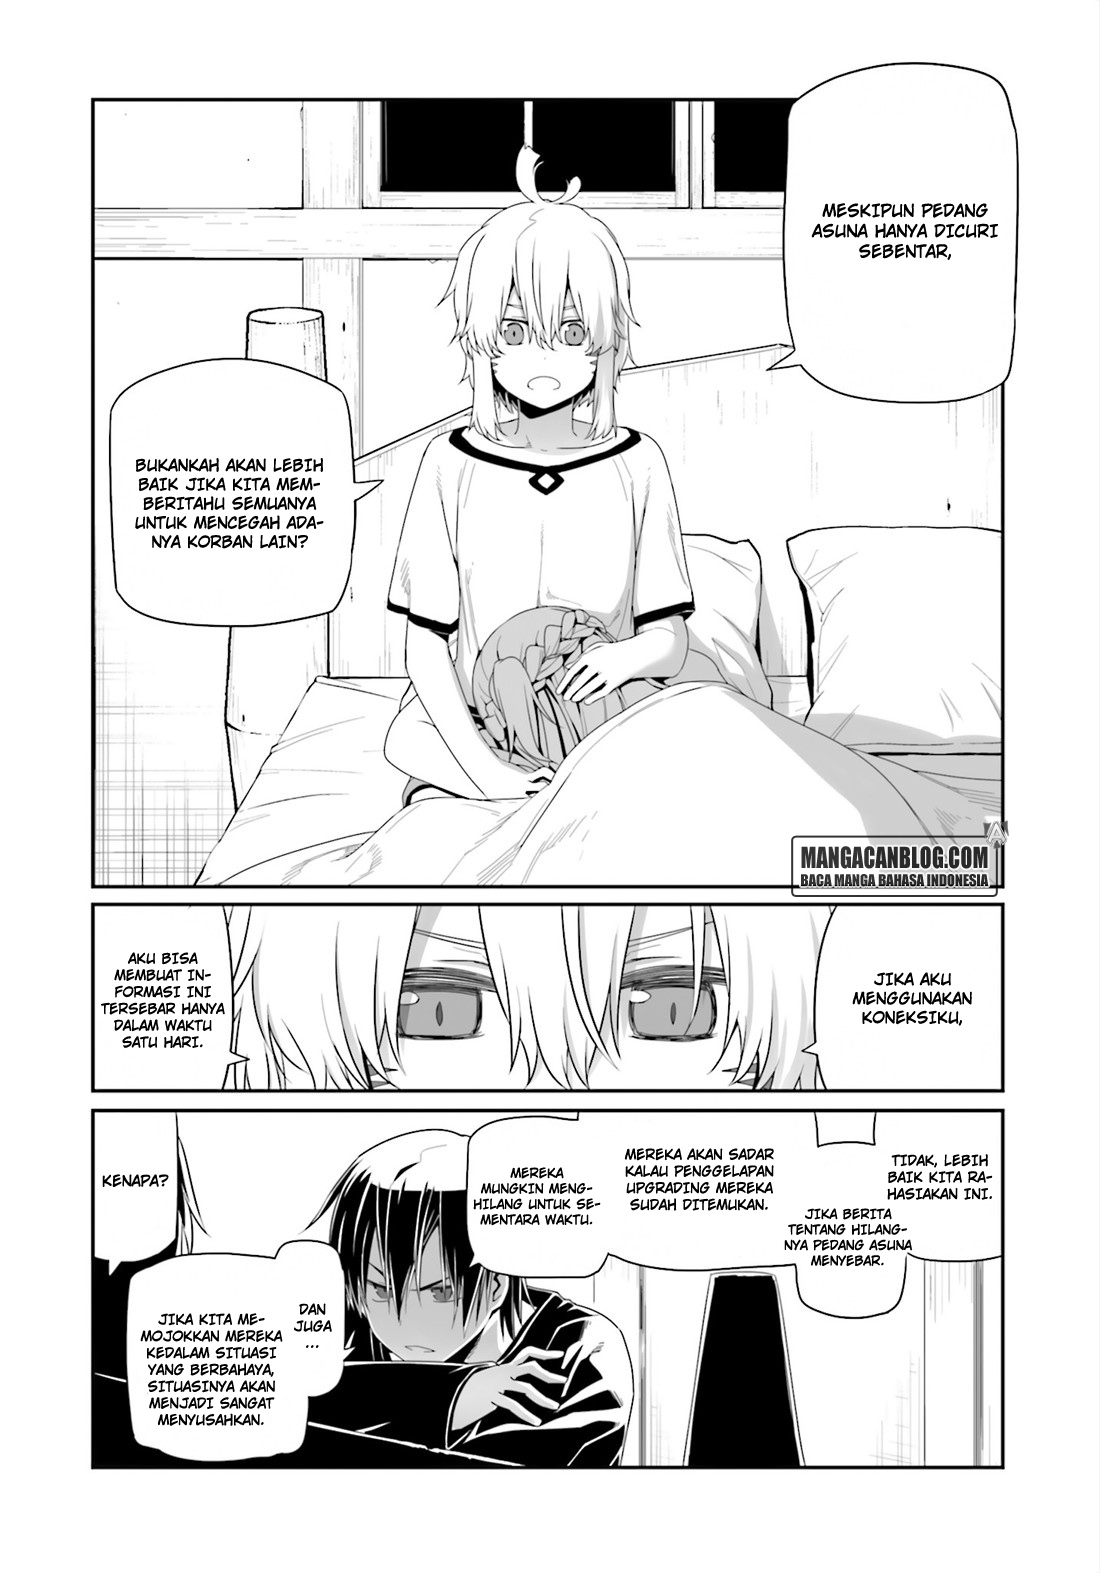 MESKIPUN PEDANG
ASUNA HANYA DICURI
SEBENTAR,
BUKANKAH AKAN LEBIH
BAIK JIKA KITA MEM-
BERITAHU SEMUANYA
UNTUK MENCEGAH ADA-
NYA KORBAN LAIN?
MANGACANBLOG.COM
BACA MANGA BAHASA INDONESIA
JIKA AKU
MENGGUNAKAN
KONEKSIKU,
AKU BISA
MEMBUAT IN-
FORMASI INI
TERSEBAR HANYA
DALAM WAKTU
SATU HARI.
TIDAK, LEBIH
BAIK KITA RA-
HASIAKAN INI.
JIKA BERITA
TENTANG HILANG-
NYA PEDANG ASUNA
MENYEBAR.
MEREKA AKAN SADAR
KALAU PENGGELAPAN
UPGRADING MEREKA
SUDAH DITEMUKAN.
MEREKA
MUNGKIN MENG-
HILANG UNTUK SE-
MENTARA WAKTU.
KENAPA?
DAN
JUGA
...
JIKA KITA ME-
MOJOKKAN MEREKA
KEDALAM SITUASI
YANG BERBAHAYA,
SITUASINYA AKAN
MENJADI SANGAT
MENYUSAHKAN.